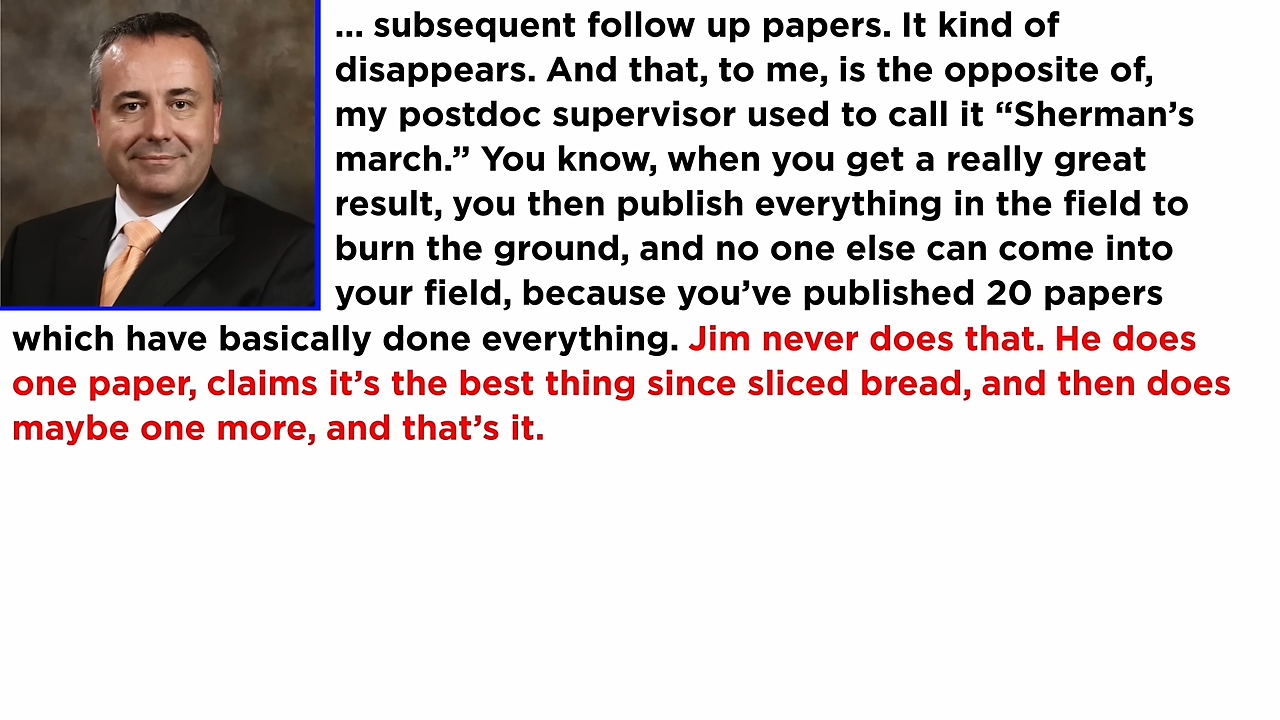 ... subsequent follow up papers. It kind of
disappears. And that, to me, is the opposite of,
my postdoc supervisor used to call it “Sherman’s
march.” You know, when you get a really great
result, you then publish everything in the field to
burn the ground, and no one else can come into
your field, because you’ve published 20 papers
which have basically done everything. Jim never does that. He does
one paper, claims it’s the best thing since sliced bread, and then does
maybe one more, and that’s it.